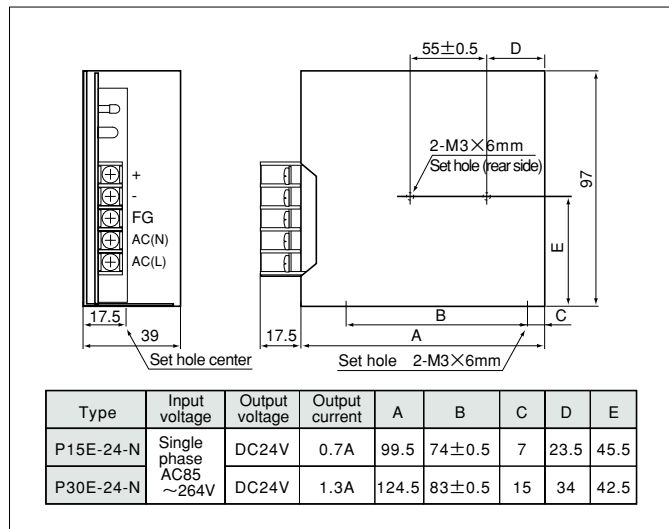 55±0.5
D
2-M3×6mm
Set hole (rear side)
97
E
+
-
FG
AC(N)
AC(L)
17.5
39
Set hole center
17.5
B
A
C
Set hole 2-M3×6mm
Type Input voltage Output voltage Output current A B C D E
P15E-24-N Single phase AC85 ~264V DC24V 0.7A 99.5 74±0.5 7 23.5 45.5
P30E-24-N DC24V 1.3A 124.5 83±0.5 15 34 42.5